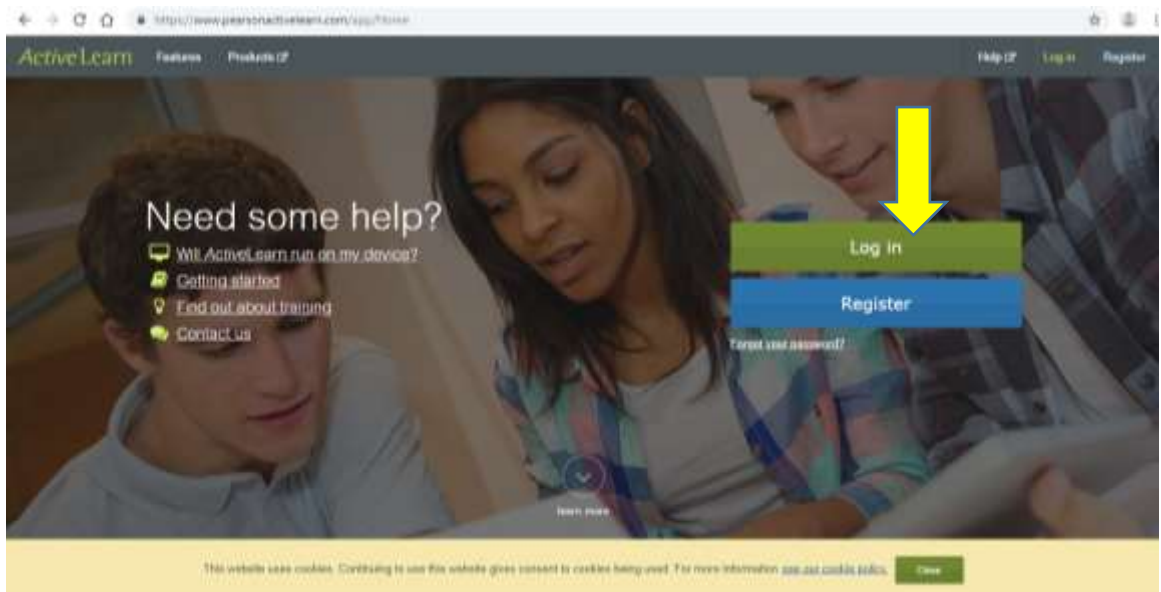 https://www.pearsonactivelearn.com/app/Home
ActiveLearn Features Products Help Log in Register
Need some help?
Will ActiveLearn run on my device?
Getting started
Find out about training
Contact us
Log in
Register
Forgot your password?
learn more
This website uses cookies. Continuing to use this website gives consent to cookies being used. For more information see our cookie policy. Close